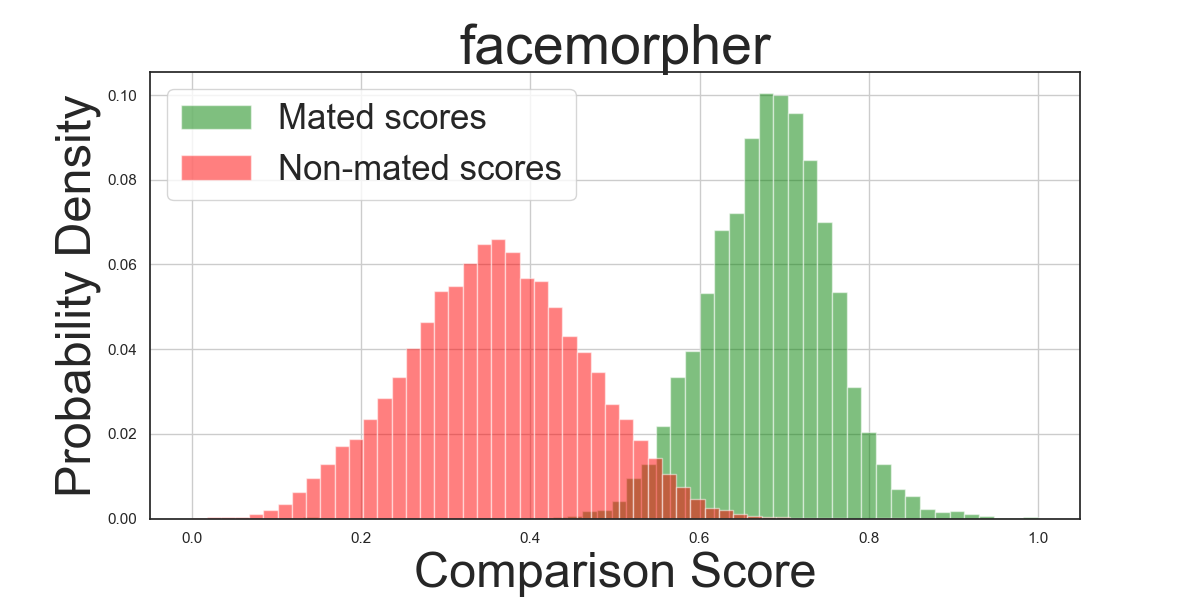 facemorpher
Mated scores
Non-mated scores
Probability Density
0.10
0.08
0.06
0.04
0.02
0.00
0.0 0.2 0.4 0.6 0.8 1.0
Comparison Score